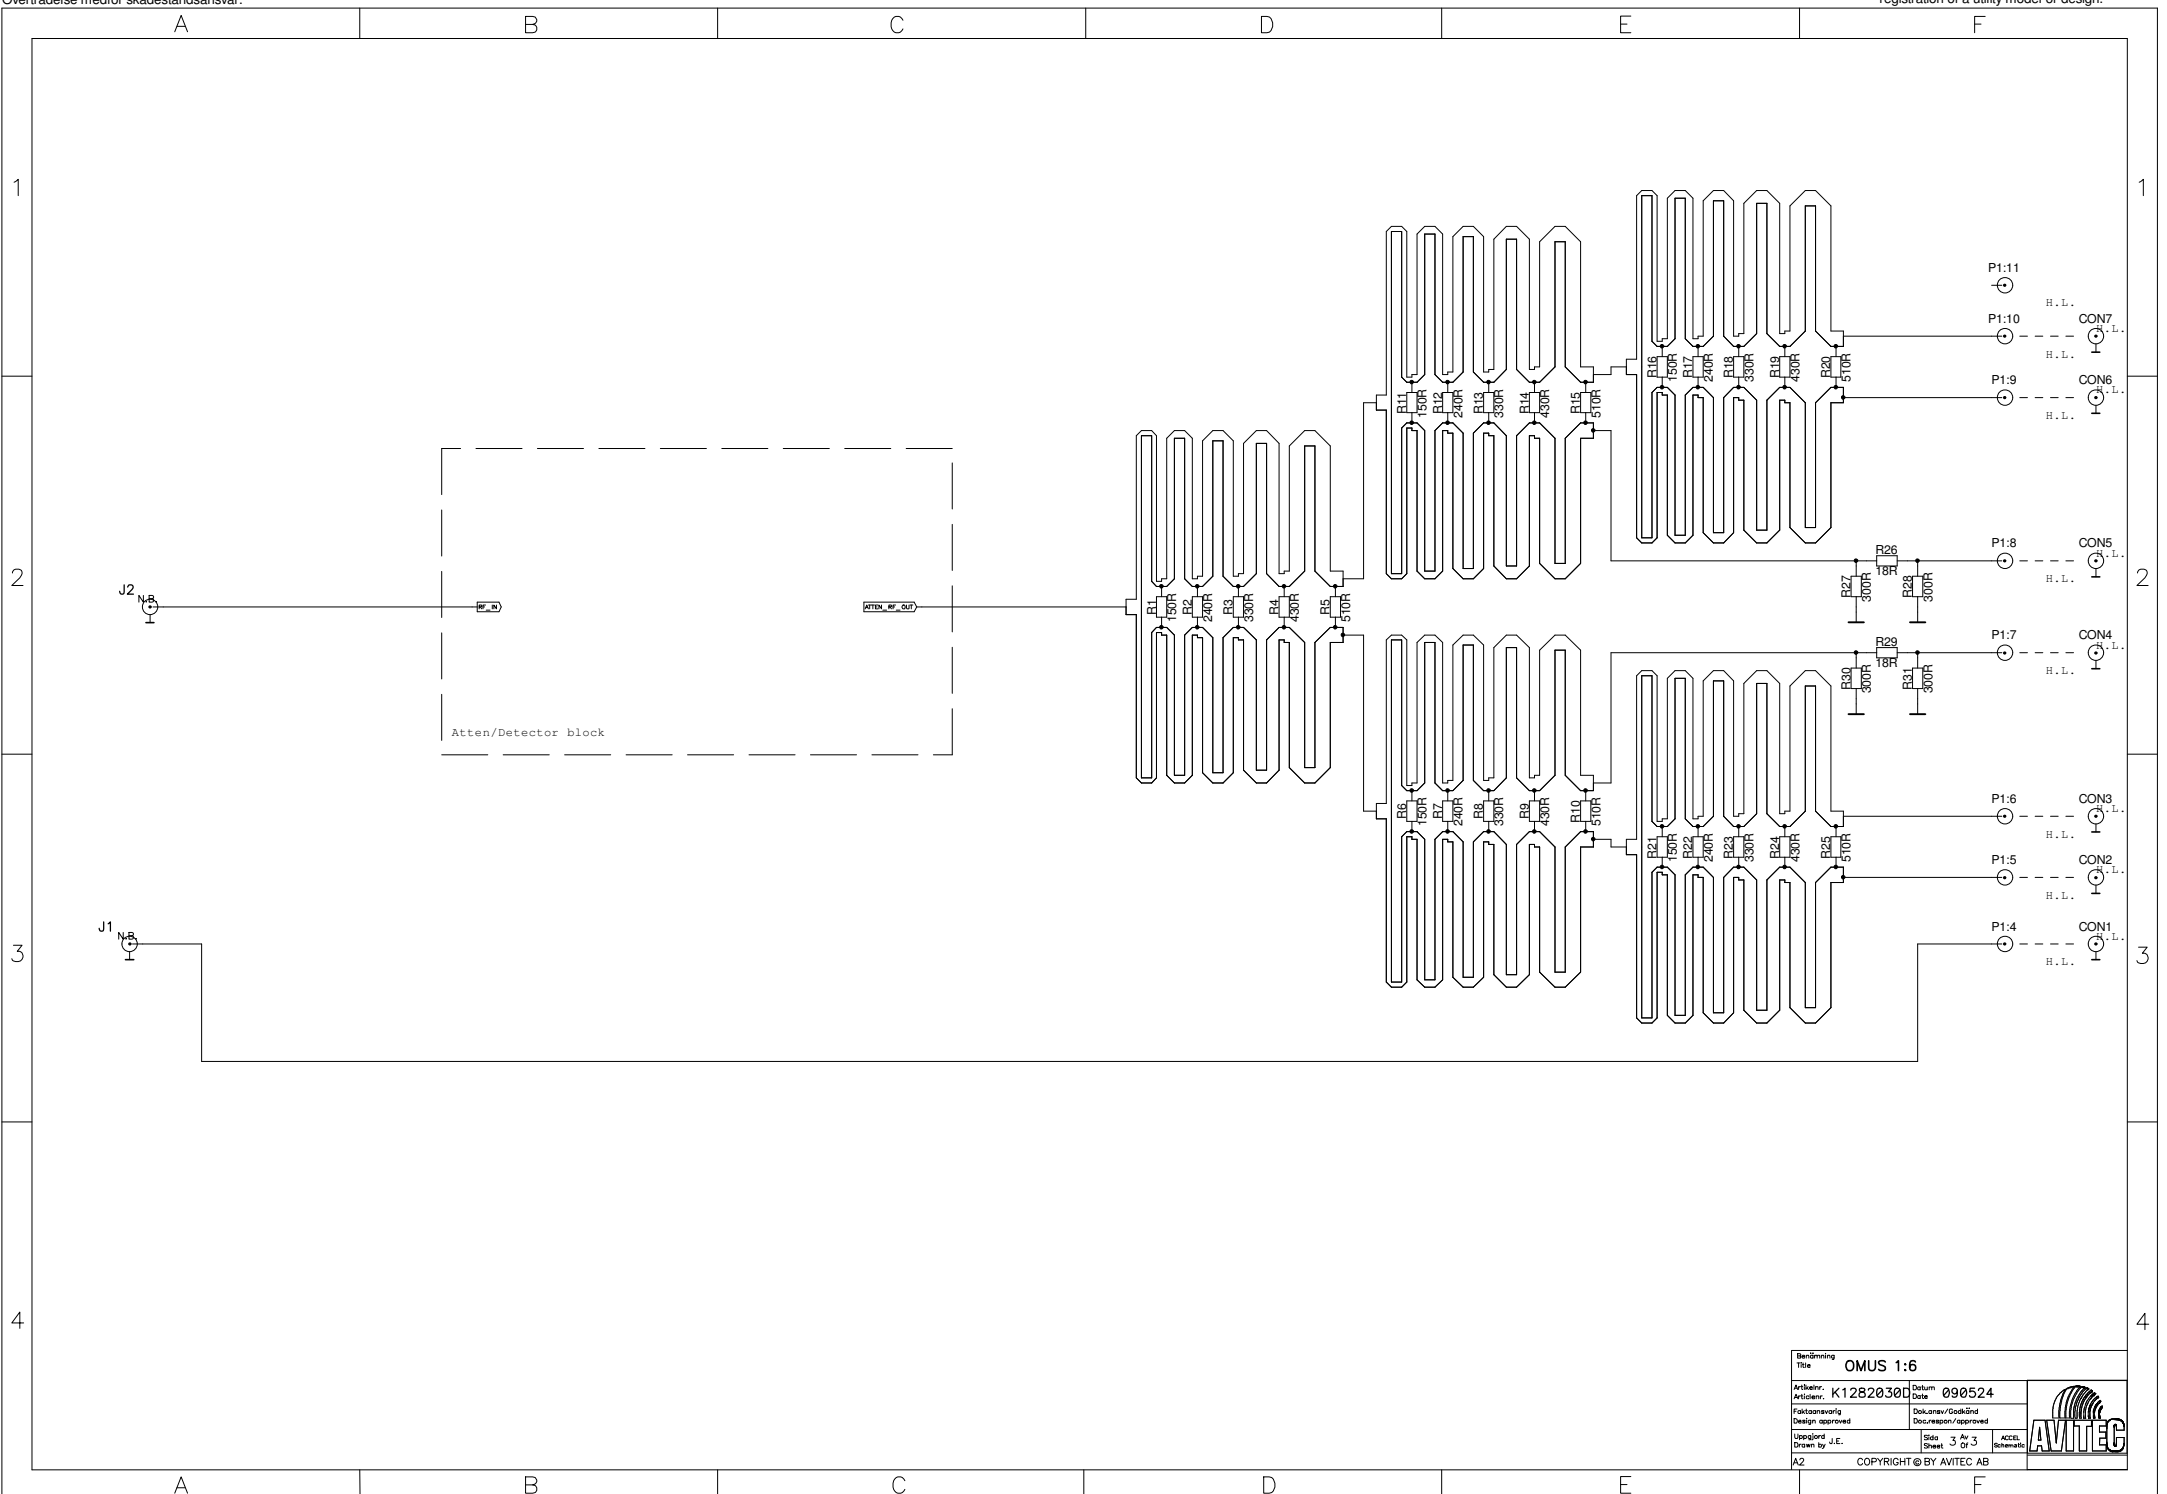 Overträdelse medför skadeståndsansvar.
registration of a utility model or design.
A B C D E F
1 1
P1:11
H.L.
P1:10 CON7 H.L.
H.L.
R16 150R R17 240R R18 330R R19 430R R20 510R
P1:9 CON6 H.L.
H.L.
R11 150R R12 240R R13 330R R14 430R R15 510R
P1:8 CON5 H.L.
R26
18R
H.L.
R27 300R R28 300R
2 2
J2 N.B.
RF_IN
ATTEN_RF_OUT
R1 150R R2 240R R3 330R R4 430R R5 510R
P1:7 CON4 H.L.
R29
18R
H.L.
R30 300R R31 300R
Atten/Detector block
P1:6 CON3 H.L.
R6 150R R7 240R R8 330R R9 430R R10 510R
H.L.
R21 150R R22 240R R23 330R R24 430R R25 510R
P1:5 CON2 H.L.
H.L.
J1 N.B.
P1:4 CON1 H.L.
H.L.
3 3
4 4
Benämning
Title OMUS 1:6
Artikelnr.
Articlenr. K1282030D
Datum
Date 090524
Faktaansvarig
Design approved
Dok.ansv/Godkänd
Doc.respon/approved
Uppgjord
Drawn by J.E.
Sida 3 Av 3
Sheet Of
ACCEL
Schematic
AVITEC
A2 COPYRIGHT © BY AVITEC AB
A B C D E F